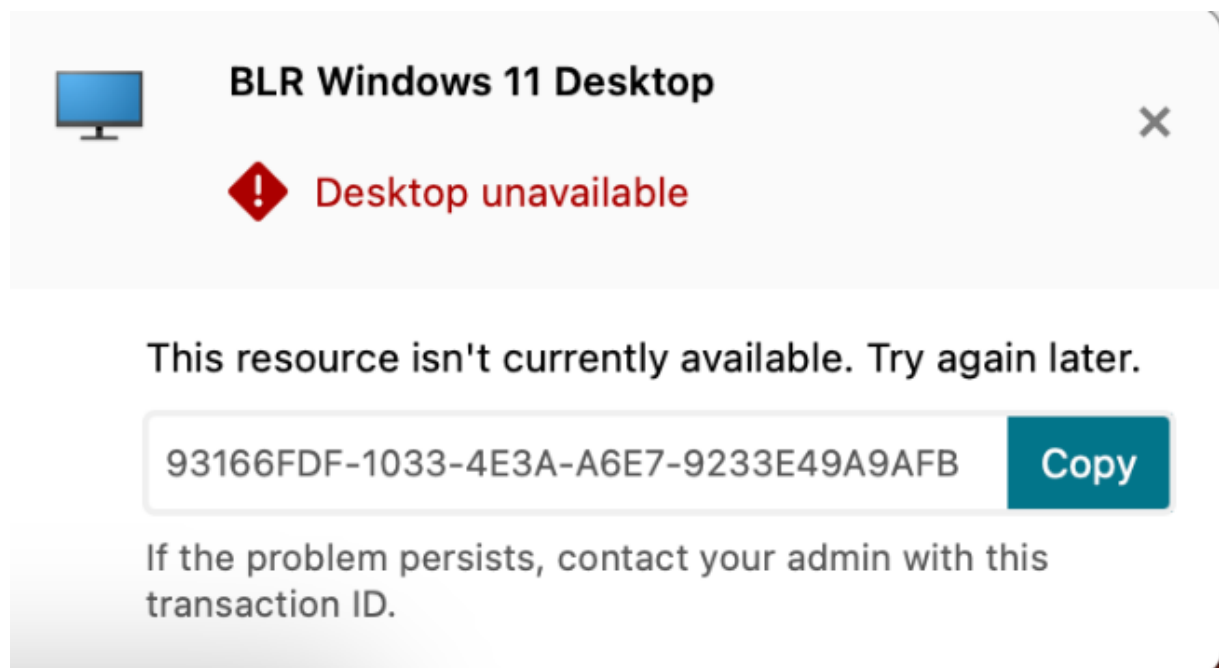 BLR Windows 11 Desktop
Desktop unavailable
This resource isn't currently available. Try again later.
93166FDF-1033-4E3A-A6E7-9233E49A9AFB
Copy
If the problem persists, contact your admin with this
transaction ID.